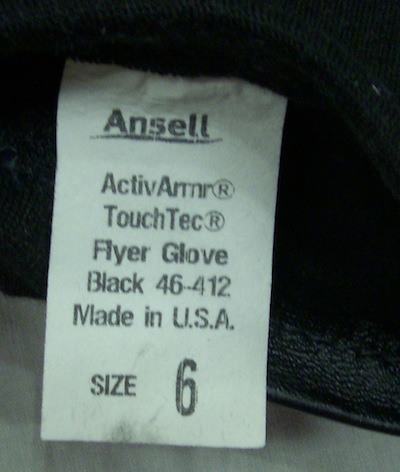 Ansell
ActivArmr®
TouchTec®
Flyer Glove
Black 46-412
Made in U.S.A.
SIZE 6